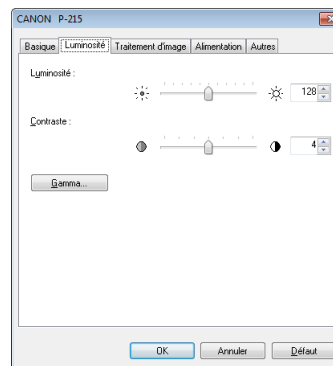 CANON P-215
Basique Luminosité Traitement d'image Alimentation Autres
Luminosité :
128
Contraste :
4
Gamma...
OK Annuler Défaut